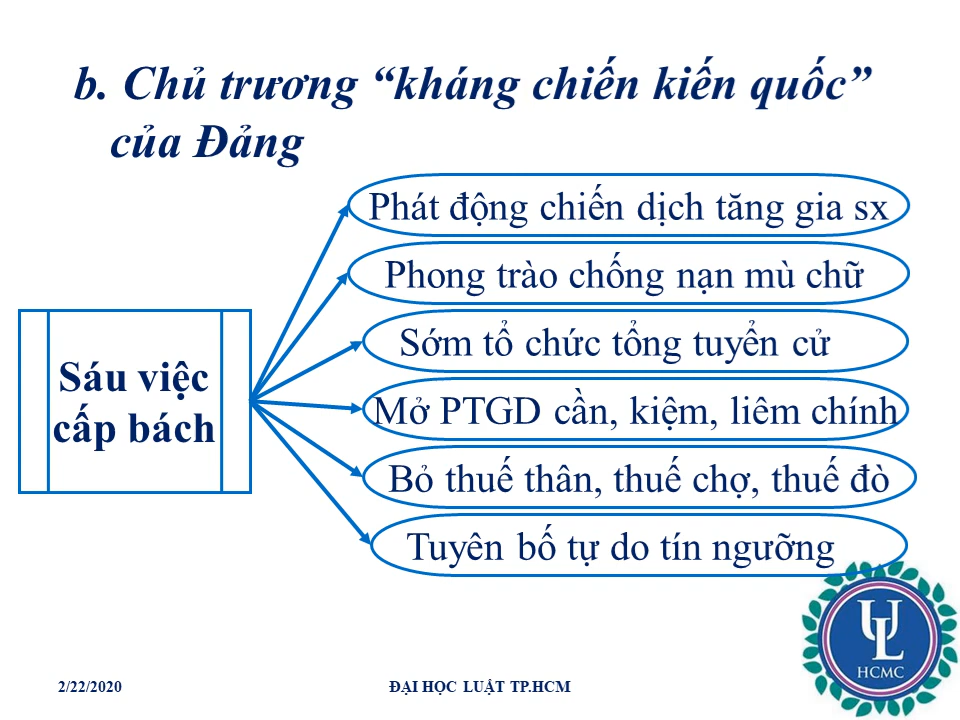 b. Chủ trương “kháng chiến kiến quốc”
của Đảng
Phát động chiến dịch tăng gia sx
Phong trào chống nạn mù chữ
Sớm tổ chức tổng tuyển cử
Sáu việc
cấp bách
Mở PTGD cần, kiệm, liêm chính
Bỏ thuế thân, thuế chợ, thuế đò
Tuyên bố tự do tín ngưỡng
UL
HCMC
2/22/2020
ĐẠI HỌC LUẬT TP.HCM